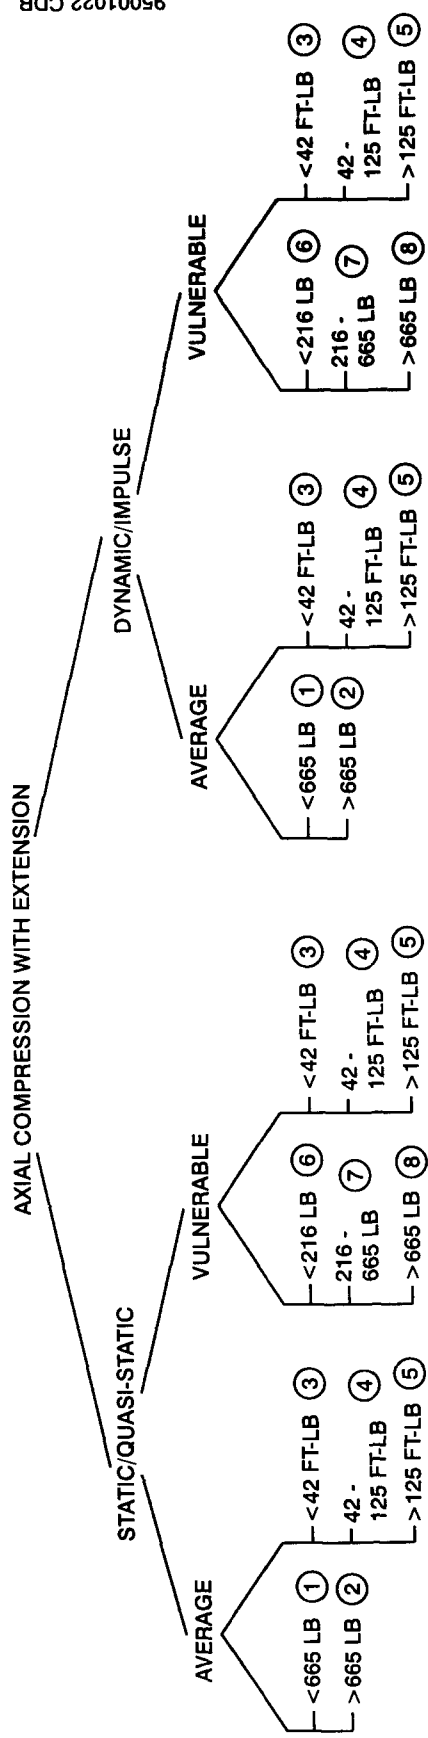 95001022 CDB
AXIAL COMPRESSION WITH EXTENSION
STATIC/QUASI-STATIC
DYNAMIC/IMPULSE
AVERAGE
VULNERABLE
AVERAGE
VULNERABLE
<665 LB 1
>665 LB 2
<42 FT-LB 3
42 -
125 FT-LB 4
>125 FT-LB 5
<216 LB 6
216 -
665 LB 7
>665 LB 8
<42 FT-LB 3
42 -
125 FT-LB 4
>125 FT-LB 5
<665 LB 1
>665 LB 2
<42 FT-LB 3
42 -
125 FT-LB 4
>125 FT-LB 5
<216 LB 6
216 -
665 LB 7
>665 LB 8
<42 FT-LB 3
42 -
125 FT-LB 4
>125 FT-LB 5